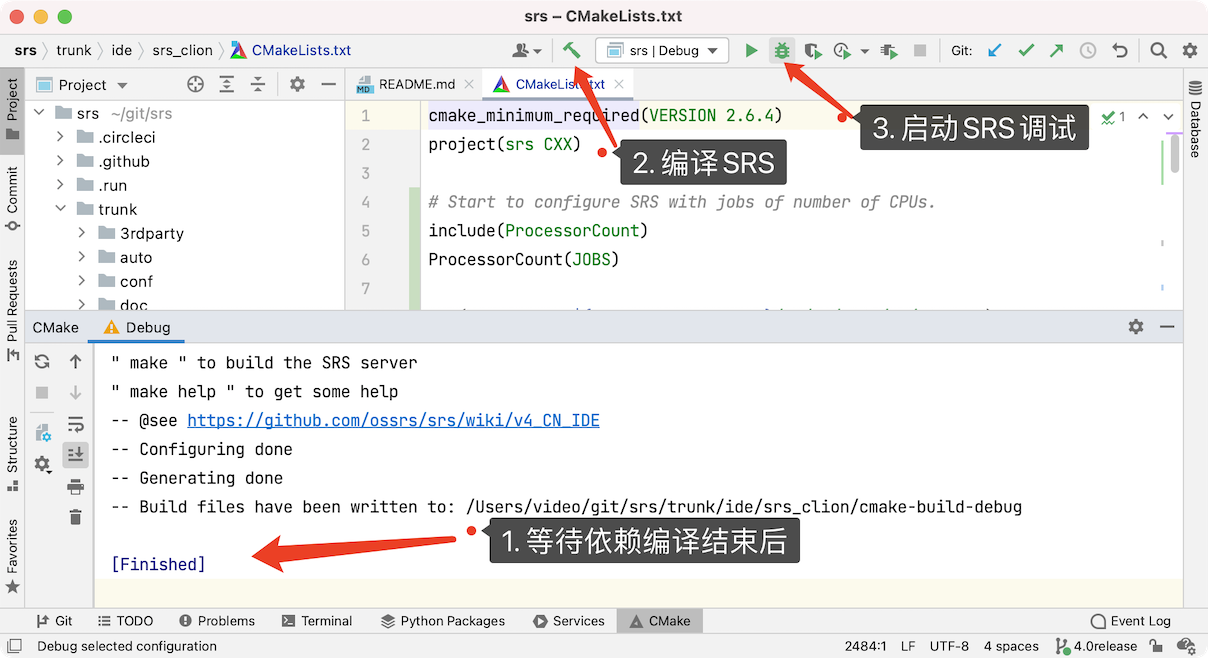 srs – CMakeLists.txt
srs trunk ide srs_clion CMakeLists.txt srs | Debug Git:
Project Project README.md CMakeLists.txt Database
srs ~/git/srs
.circleci
.github
.run
trunk
3rdparty
auto
conf
doc
1 cmake_minimum_required(VERSION 2.6.4) 1
2 project(srs CXX)
3
4 # Start to configure SRS with jobs of number of CPUs.
5 include(ProcessorCount)
6 ProcessorCount(JOBS)
7
3. 启动SRS调试
2. 编译SRS
Commit
Pull Requests
Structure
Favorites
CMake Debug
" make " to build the SRS server
" make help " to get some help
-- @see https://github.com/ossrs/srs/wiki/v4_CN_IDE
-- Configuring done
-- Generating done
-- Build files have been written to: /Users/video/git/srs/trunk/ide/srs_clion/cmake-build-debug
1. 等待依赖编译结束后
[Finished]
Git TODO Problems Terminal Python Packages Services CMake Event Log
Debug selected configuration 2484:1 LF UTF-8 4 spaces 4.0release